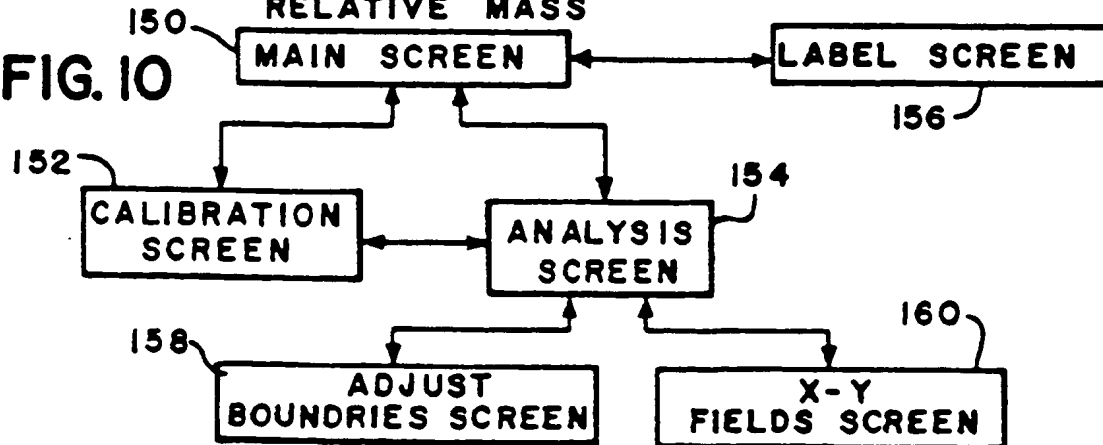 RELATIVE MASS
150
MAIN SCREEN
LABEL SCREEN
FIG. 10
156
152
154
CALIBRATION
SCREEN
ANALYSIS
SCREEN
158
160
ADJUST
BOUNDRIES SCREEN
X-Y
FIELDS SCREEN